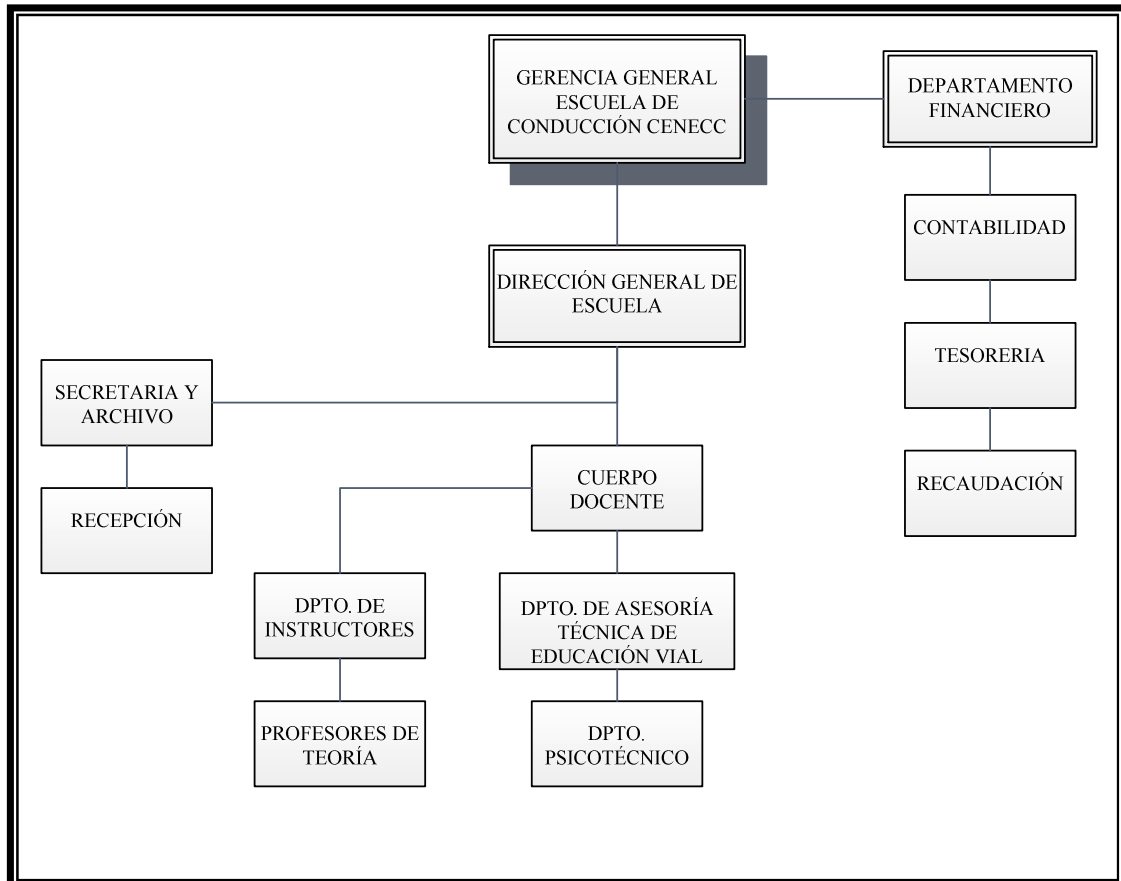 GERENCIA GENERAL
ESCUELA DE
CONDUCCIÓN CENECC
DEPARTAMENTO
FINANCIERO
CONTABILIDAD
DIRECCIÓN GENERAL DE
ESCUELA
TESORERIA
SECRETARIA Y
ARCHIVO
CUERPO
DOCENTE
RECAUDACIÓN
RECEPCIÓN
DPTO. DE
INSTRUCTORES
DPTO. DE ASESORÍA
TÉCNICA DE
EDUCACIÓN VIAL
PROFESORES DE
TEORÍA
DPTO.
PSICOTÉCNICO